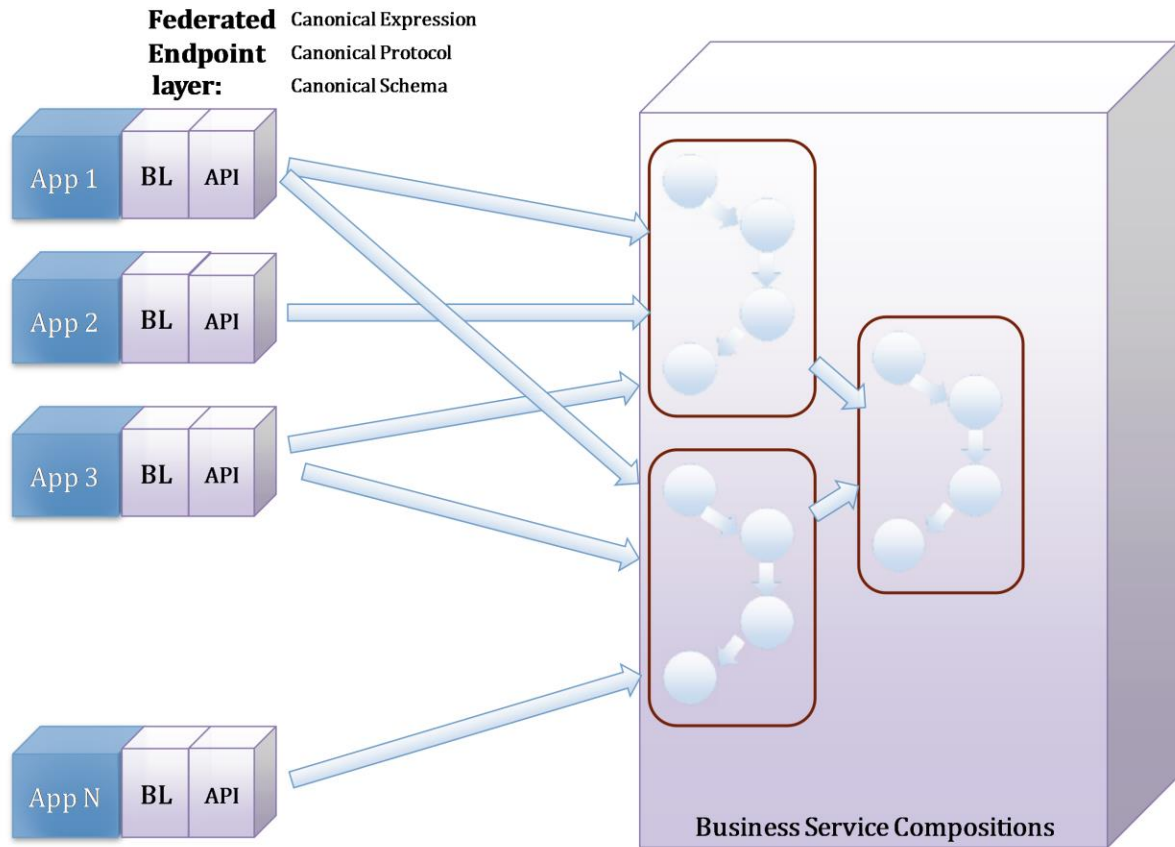 Federated Canonical Expression
Endpoint Canonical Protocol
layer: Canonical Schema
App 1 BL API
App 2 BL API
App 3 BL API
App N BL API
Business Service Compositions